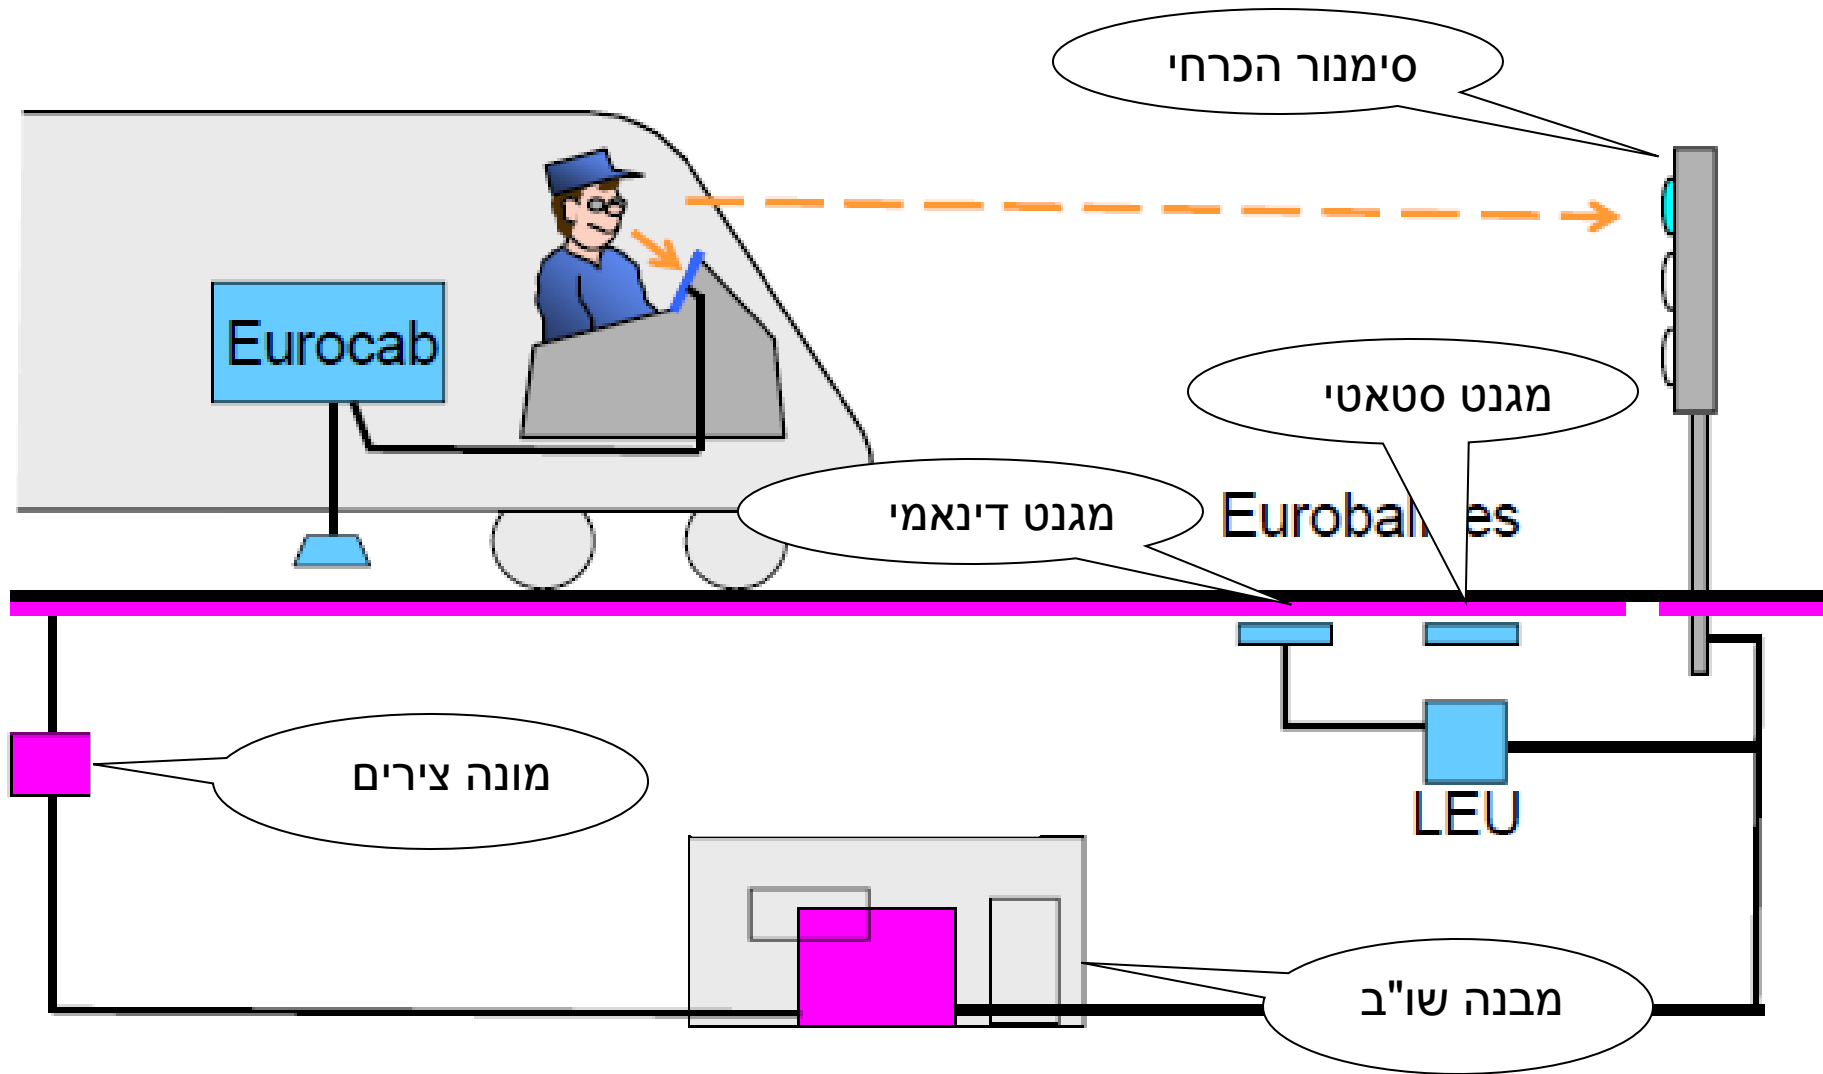 סימנור הכרחי
Eurocab
מגנט סטאטי
מגנט דינאמי
Eurobal es
מונה צירים
LEU
מבנה שו"ב